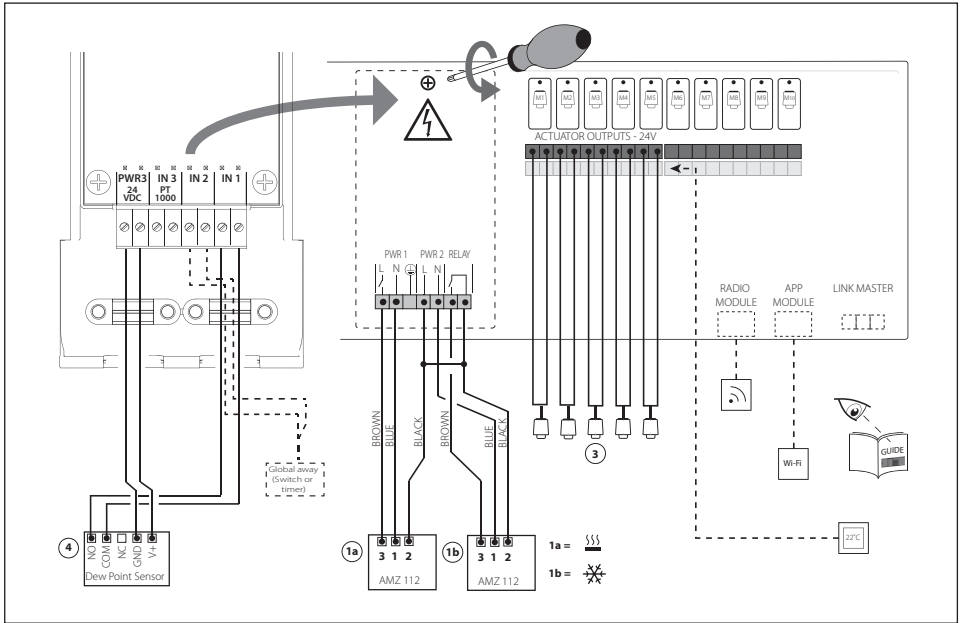 M1 M2 M3 M4 M5 M6 M7 M8 M9 M10
ACTUATOR OUTPUTS - 24V
PWR3 IN 3 IN 2 IN 1
24 VDC
PT 1000
PWR 1 PWR 2 RELAY
L N L N
RADIO MODULE
APP MODULE
LINK MASTER
BROWN
BLUE
BLACK
BROWN
BLUE
BLACK
GUIDE
3
Wi-Fi
Global away
(Switch or
timer)
22°C
4
NO
COM
NC
GND
V+
Dew Point Sensor
1a
3 1 2
AMZ 112
1b
3 1 2
AMZ 112
1a =
1b =